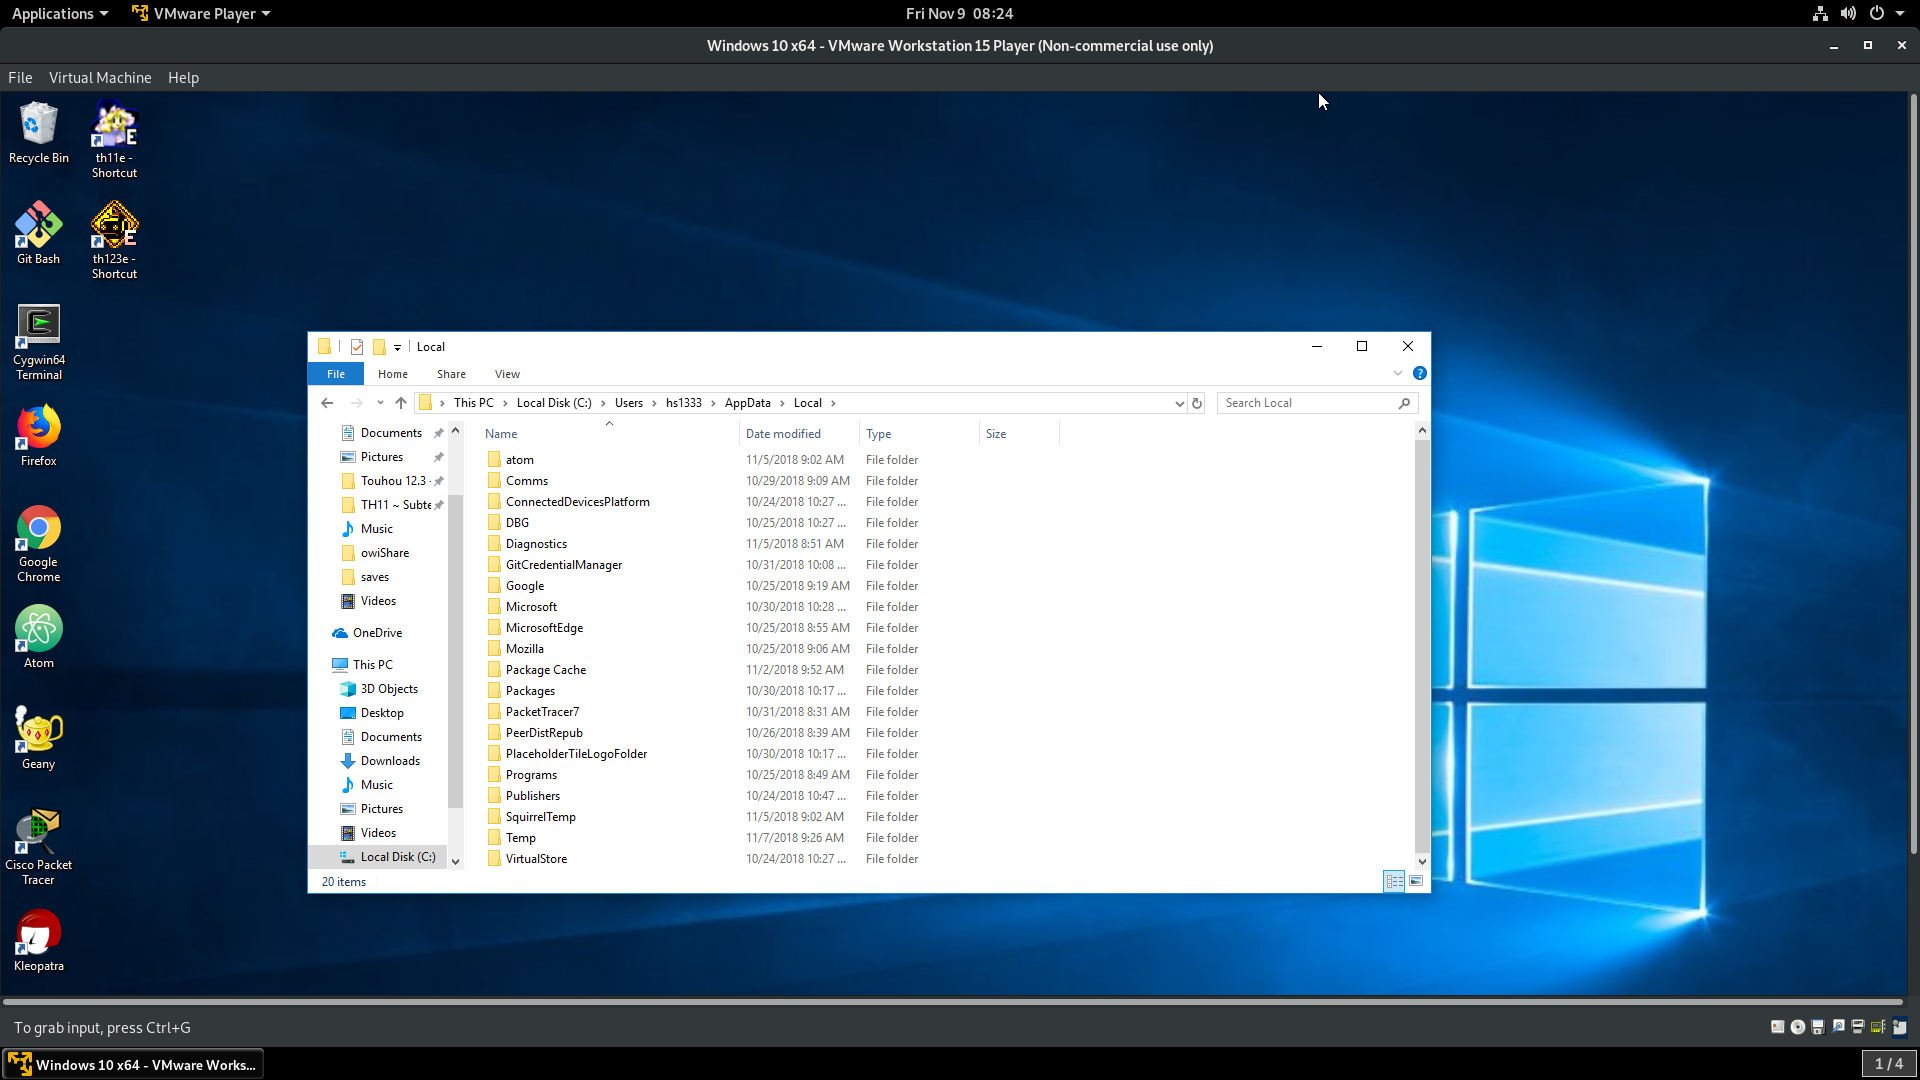 Applications
VMware Player
Fri Nov 9 08:24
Windows 10 x64 - VMware Workstation 15 Player (Non-commercial use only)
File Virtual Machine Help
Recycle Bin
th11e - Shortcut
Git Bash
th123e - Shortcut
Cygwin64 Terminal
Firefox
Google Chrome
Atom
Geany
Cisco Packet Tracer
Kleopatra
Local
File Home Share View
This PC Local Disk (C:) Users hs1333 AppData Local
Search Local
Documents
Pictures
Touhou 12.3 -
TH11 ~ Subte
Music
owiShare
saves
Videos
OneDrive
This PC
3D Objects
Desktop
Documents
Downloads
Music
Pictures
Videos
Local Disk (C:)
Name Date modified Type Size
atom 11/5/2018 9:02 AM File folder
Comms 10/29/2018 9:09 AM File folder
ConnectedDevicesPlatform 10/24/2018 10:27 ... File folder
DBG 10/25/2018 10:27 ... File folder
Diagnostics 11/5/2018 8:51 AM File folder
GitCredentialManager 10/31/2018 10:08 ... File folder
Google 10/25/2018 9:19 AM File folder
Microsoft 10/30/2018 10:28 ... File folder
MicrosoftEdge 10/25/2018 8:55 AM File folder
Mozilla 10/25/2018 9:06 AM File folder
Package Cache 11/2/2018 9:52 AM File folder
Packages 10/30/2018 10:17 ... File folder
PacketTracer7 10/31/2018 8:31 AM File folder
PeerDistRepub 10/26/2018 8:39 AM File folder
PlaceholderTileLogoFolder 10/30/2018 10:17 ... File folder
Programs 10/25/2018 8:49 AM File folder
Publishers 10/24/2018 10:47 ... File folder
SquirrelTemp 11/5/2018 9:02 AM File folder
Temp 11/7/2018 9:26 AM File folder
VirtualStore 10/24/2018 10:27 ... File folder
20 items
To grab input, press Ctrl+G
Windows 10 x64 - VMware Works...
1 / 4